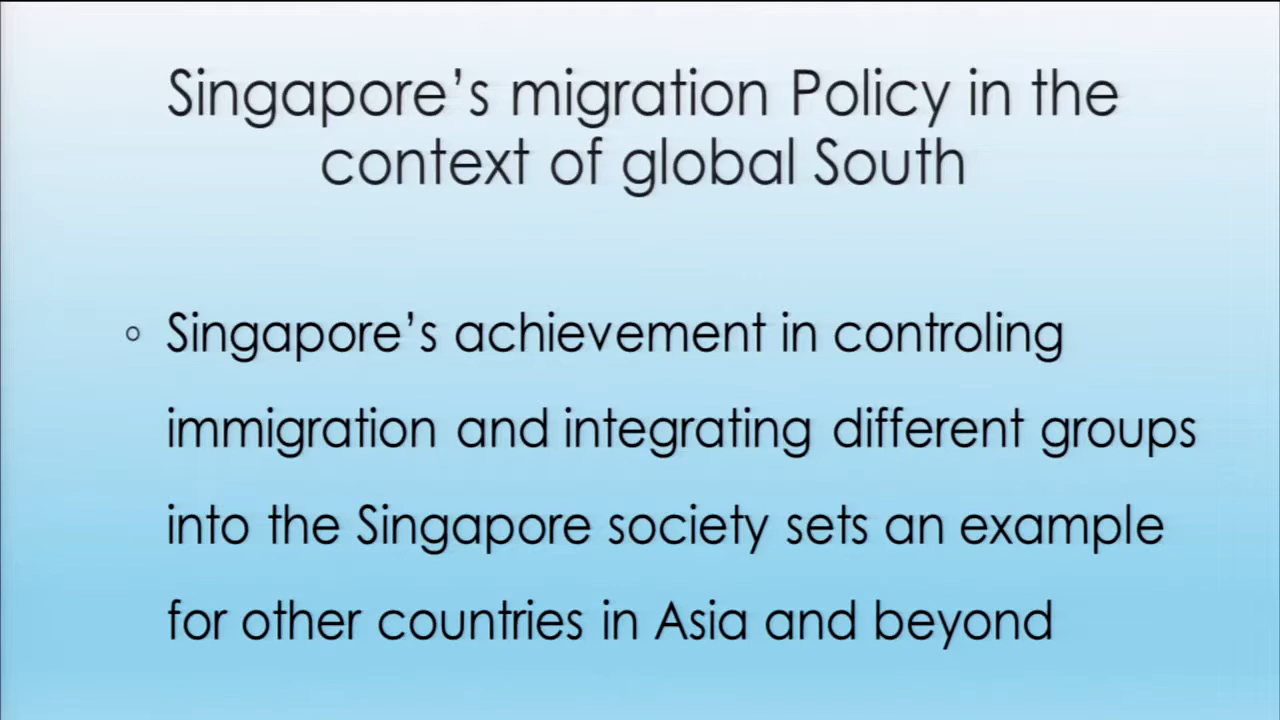 Singapore’s migration Policy in the
context of global South
◦ Singapore’s achievement in controling
immigration and integrating different groups
into the Singapore society sets an example
for other countries in Asia and beyond